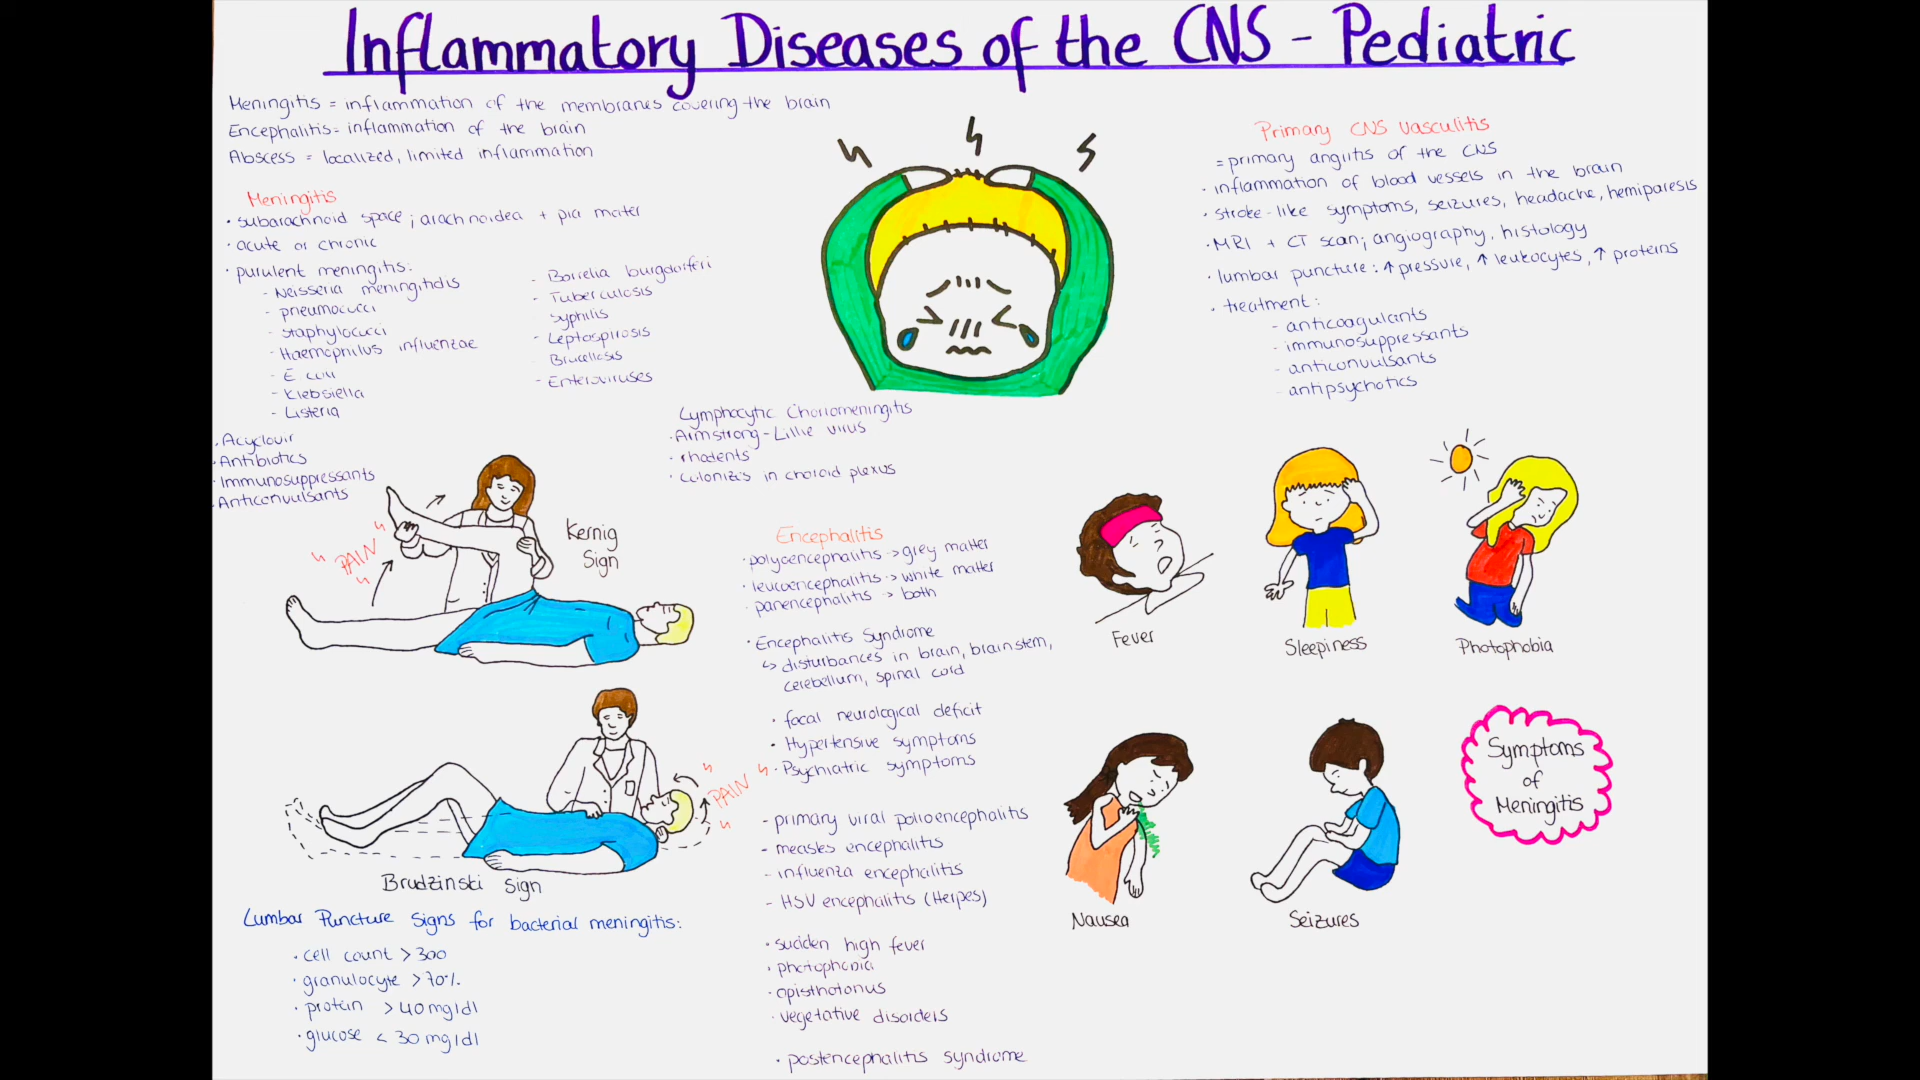 Inflammatory Diseases of the CNS - Pediatric
Meningitis = inflammation of the membranes covering the brain
Encephalitis = inflammation of the brain
Abscess = localized, limited inflammation
Meningitis
· subarachnoid space; arachnoidea + pia mater
· acute or chronic
· purulent meningitis:
- Neisseria meningitidis
- pneumococci
- staphylococci
- Haemophilus influenzae
- E coli
- Klebsiella
- Listeria
- Borrelia burgdorferi
- Tuberculosis
- Syphilis
- Leptospirosis
- Brucellosis
- Enteroviruses
· Acyclovir
· Antibiotics
· Immunosuppressants
· Anticonvulsants
PAIN
Kernig
Sign
PAIN
Brudzinski Sign
Lumbar Puncture Signs for bacterial meningitis:
· cell count > 300
· granulocyte > 70%
· protein > 40 mg/dl
· glucose < 30 mg/dl
Lymphocytic Choriomeningitis
· Armstrong-Lillie virus
· rhodents
· colonizes in choroid plexus
Encephalitis
· polyoencephalitis -> grey matter
· leucoencephalitis -> white matter
· panencephalitis -> both
· Encephalitis Syndrome
↳ disturbances in brain, brainstem,
cerebellum, spinal cord
· focal neurological deficit
· Hypertensive symptoms
· Psychiatric symptoms
- primary viral polioencephalitis
- measles encephalitis
- influenza encephalitis
- HSV encephalitis (Herpes)
· sudden high fever
· photophobia
· opisthotonus
· vegetative disorders
· postencephalitis syndrome
Primary CNS Vasculitis
= primary angiitis of the CNS
· inflammation of blood vessels in the brain
· stroke-like symptoms, seizures, headache, hemiparesis
· MRI + CT scan; angiography, histology
· lumbar puncture: ↑ pressure, ↑ leukocytes, ↑ proteins
· treatment:
- anticoagulants
- immunosuppressants
- anticonvulsants
- antipsychotics
Fever
Sleepiness
Photophobia
Nausea
Seizures
Symptoms
of
Meningitis